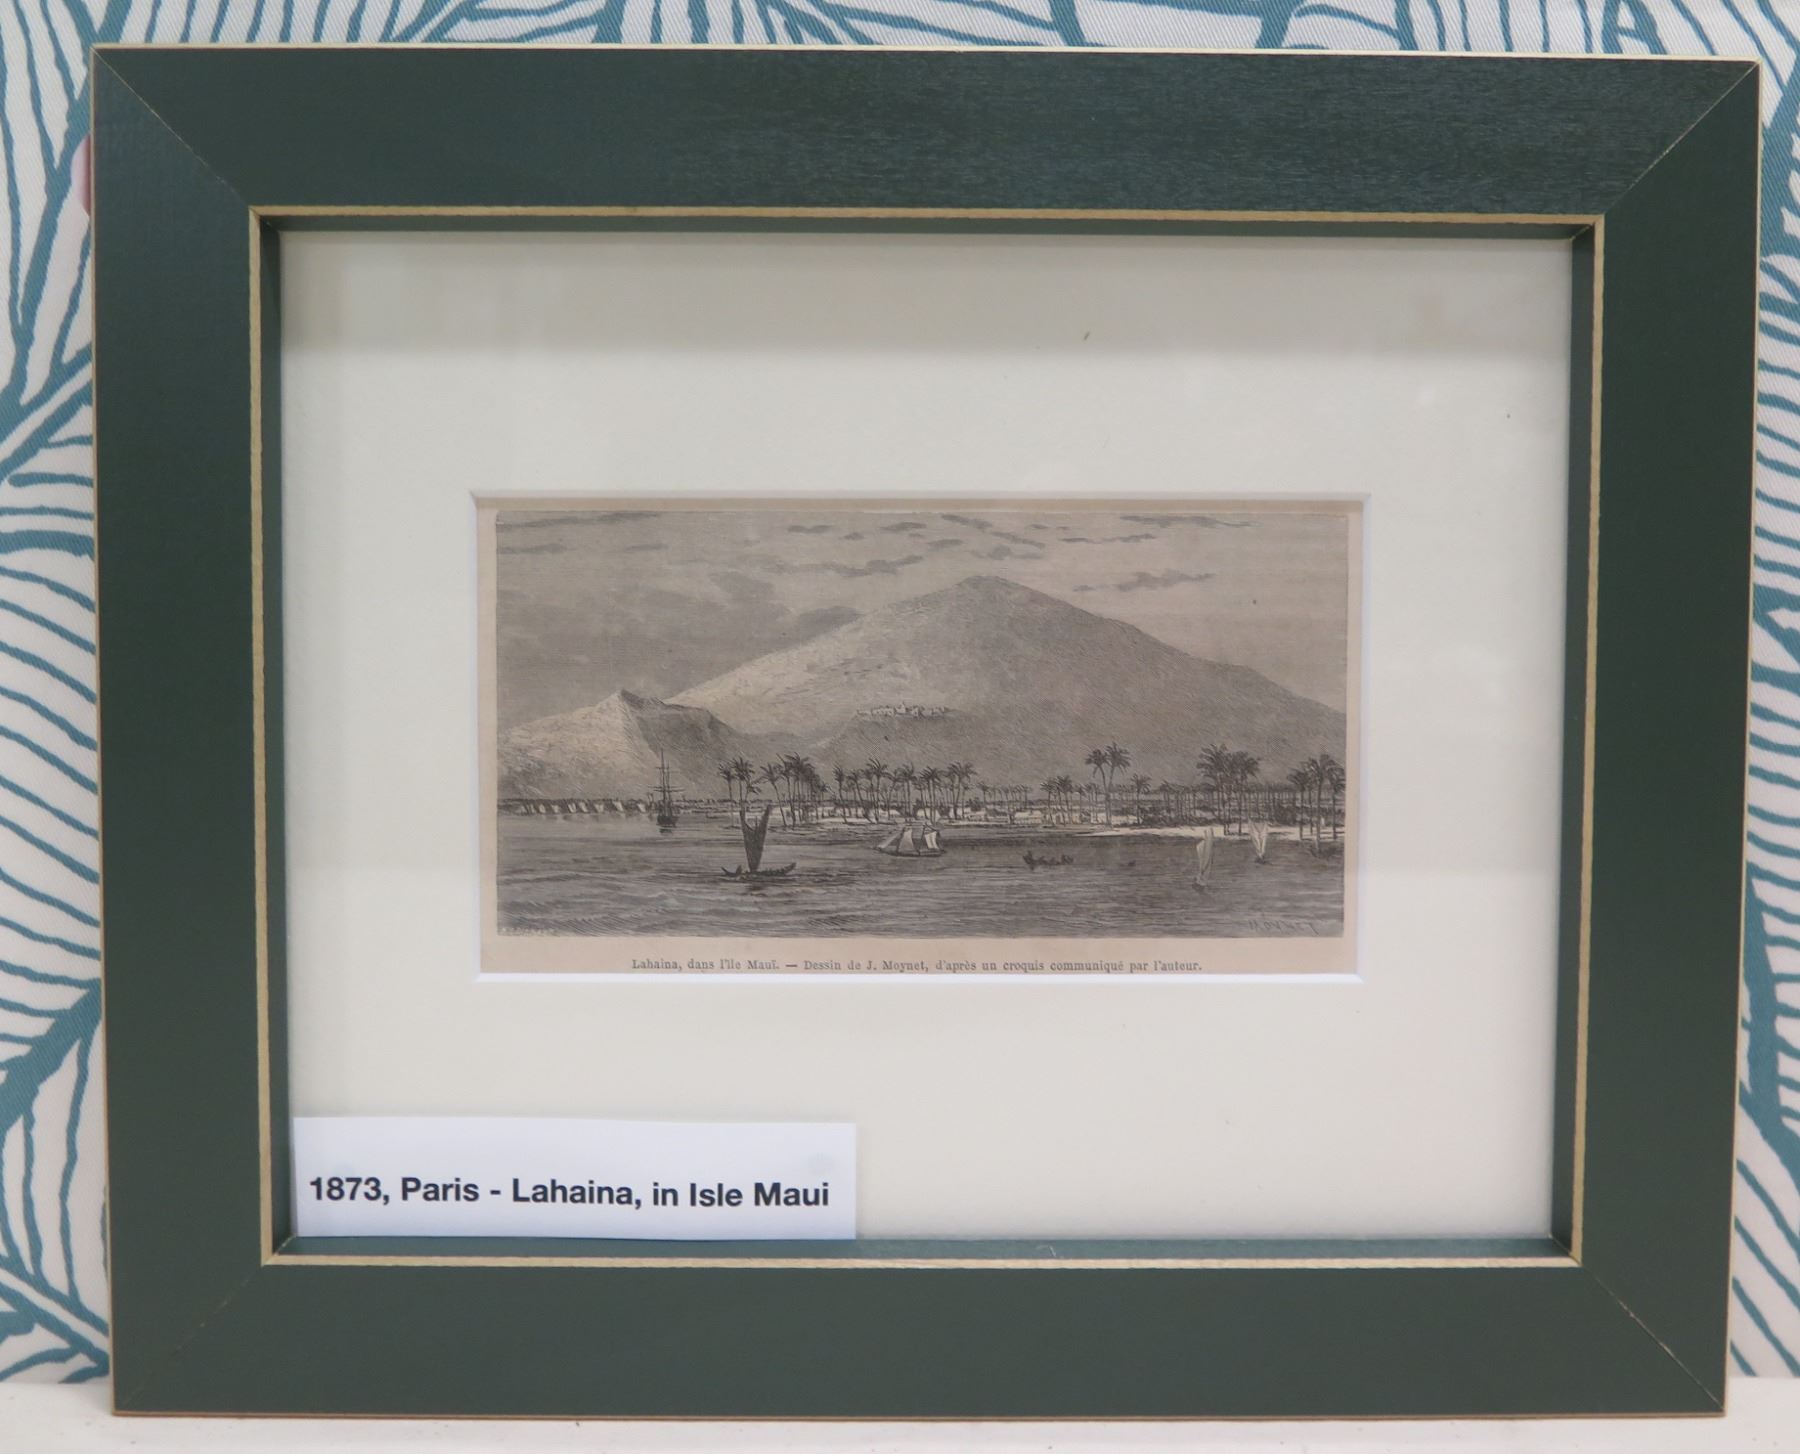 MOYNET
Lahaina, dans l'île Mauï. — Dessin de J. Moynet, d'après un croquis communiqué par l'auteur.
1873, Paris - Lahaina, in Isle Maui